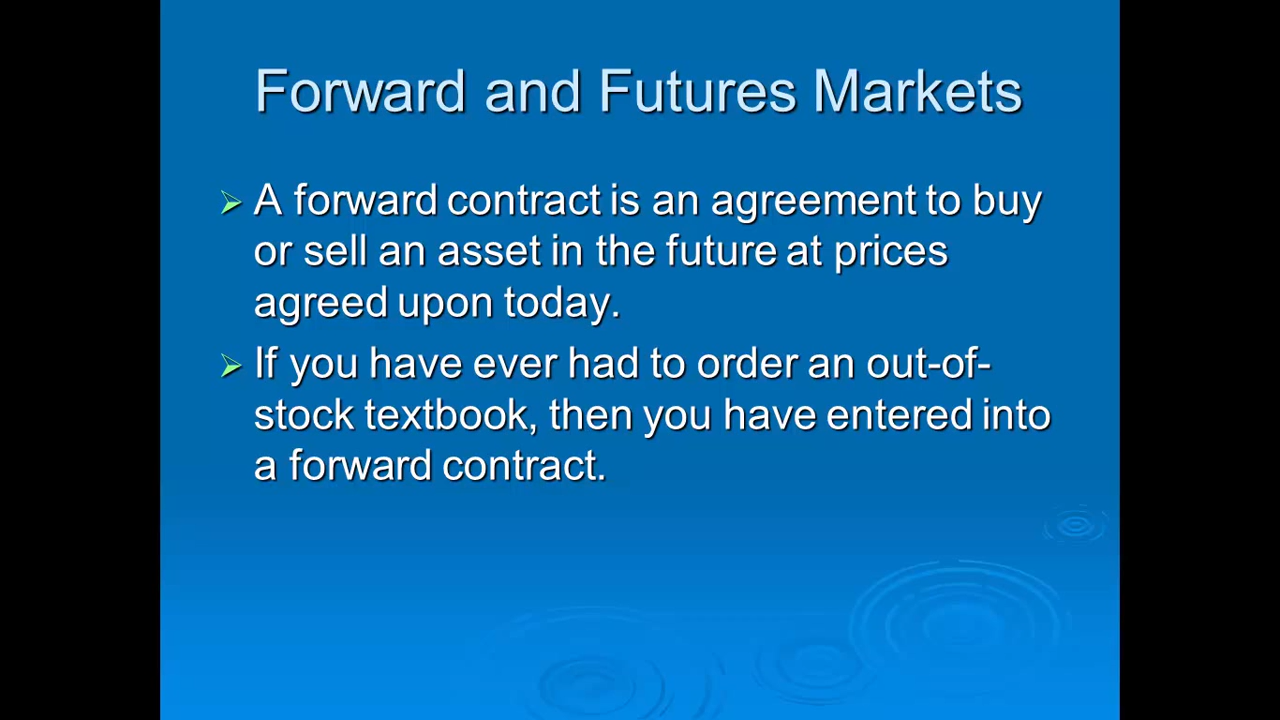 Forward and Futures Markets
A forward contract is an agreement to buy
or sell an asset in the future at prices
agreed upon today.
If you have ever had to order an out-of-
stock textbook, then you have entered into
a forward contract.